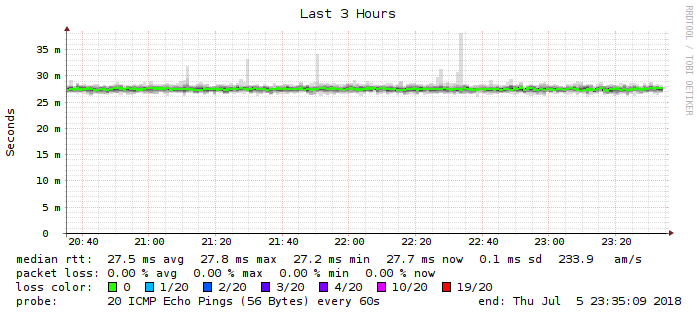 Last 3 Hours
RRDTOOL / TOBI OETIKER
Seconds
35 m
30 m
25 m
20 m
15 m
10 m
5 m
0
20:40 21:00 21:20 21:40 22:00 22:20 22:40 23:00 23:20
median rtt: 27.5 ms avg 27.8 ms max 27.2 ms min 27.7 ms now 0.1 ms sd 233.9 am/s
packet loss: 0.00 % avg 0.00 % max 0.00 % min 0.00 % now
loss color: 0 1/20 2/20 3/20 4/20 10/20 19/20
probe: 20 ICMP Echo Pings (56 Bytes) every 60s end: Thu Jul 5 23:35:09 2018